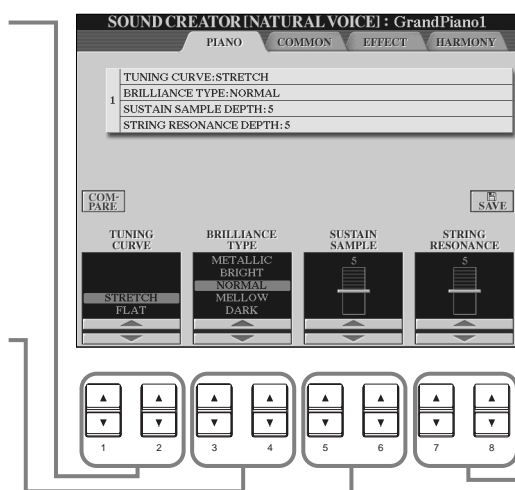 SOUND CREATOR [NATURAL VOICE] : GrandPiano1
PIANO COMMON EFFECT HARMONY
1
TUNING CURVE:STRETCH
BRILLIANCE TYPE:NORMAL
SUSTAIN SAMPLE DEPTH:5
STRING RESONANCE DEPTH:5
COM-
PARE
SAVE
TUNING
CURVE
BRILLIANCE
TYPE
SUSTAIN
SAMPLE
STRING
RESONANCE
STRETCH
FLAT
METALLIC
BRIGHT
NORMAL
MELLOW
DARK
5
5
1 2 3 4 5 6 7 8